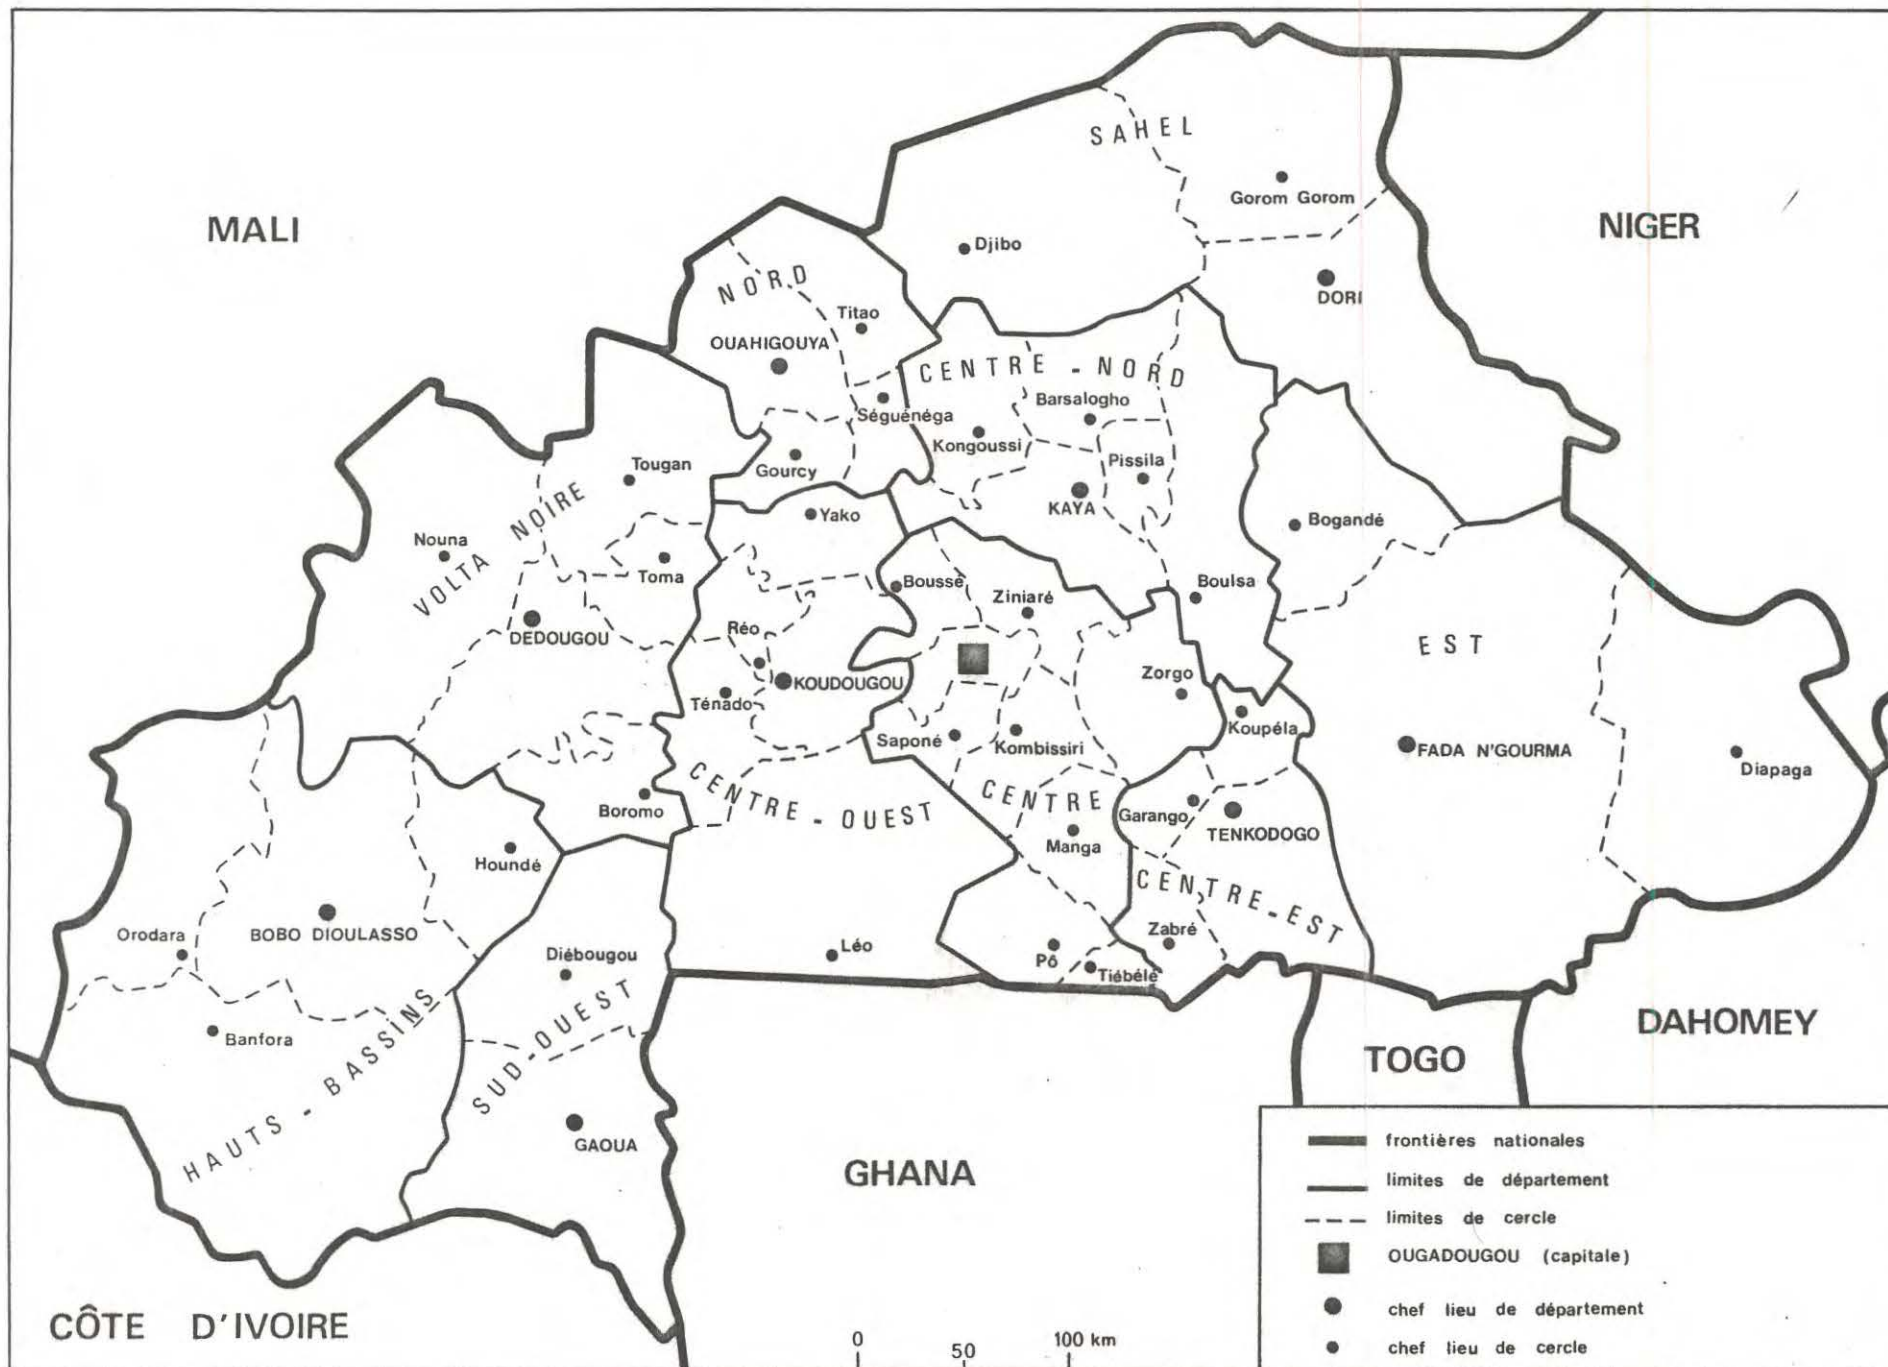 SAHEL
Gorom Gorom
MALI
NIGER
Djibo
NORD
DORI
Titao
OUAHIGOUYA
CENTRE - NORD
Séguénéga
Barsalogho
Kongoussi
Gourcy
Tougan
Pissila
KAYA
Yako
Bogandé
VOLTA NOIRE
Nouna
Toma
Bousse
Ziniaré
Boulsa
DEDOUGOU
Réo
EST
KOUDOUGOU
Zorgo
Ténado
Koupéla
Saponé
Kombissiri
FADA N'GOURMA
Diapaga
CENTRE - OUEST
CENTRE
Boromo
Garango
TENKODOGO
Manga
Houndé
CENTRE-EST
Orodara
BOBO DIOULASSO
Zabré
Léo
Pô
Tiébélé
Diébougou
SUD-OUEST
Banfora
HAUTS - BASSINS
DAHOMEY
TOGO
GAOUA
GHANA
CÔTE D'IVOIRE
0 50 100 km
frontières nationales
limites de département
limites de cercle
OUGADOUGOU (capitale)
chef lieu de département
chef lieu de cercle